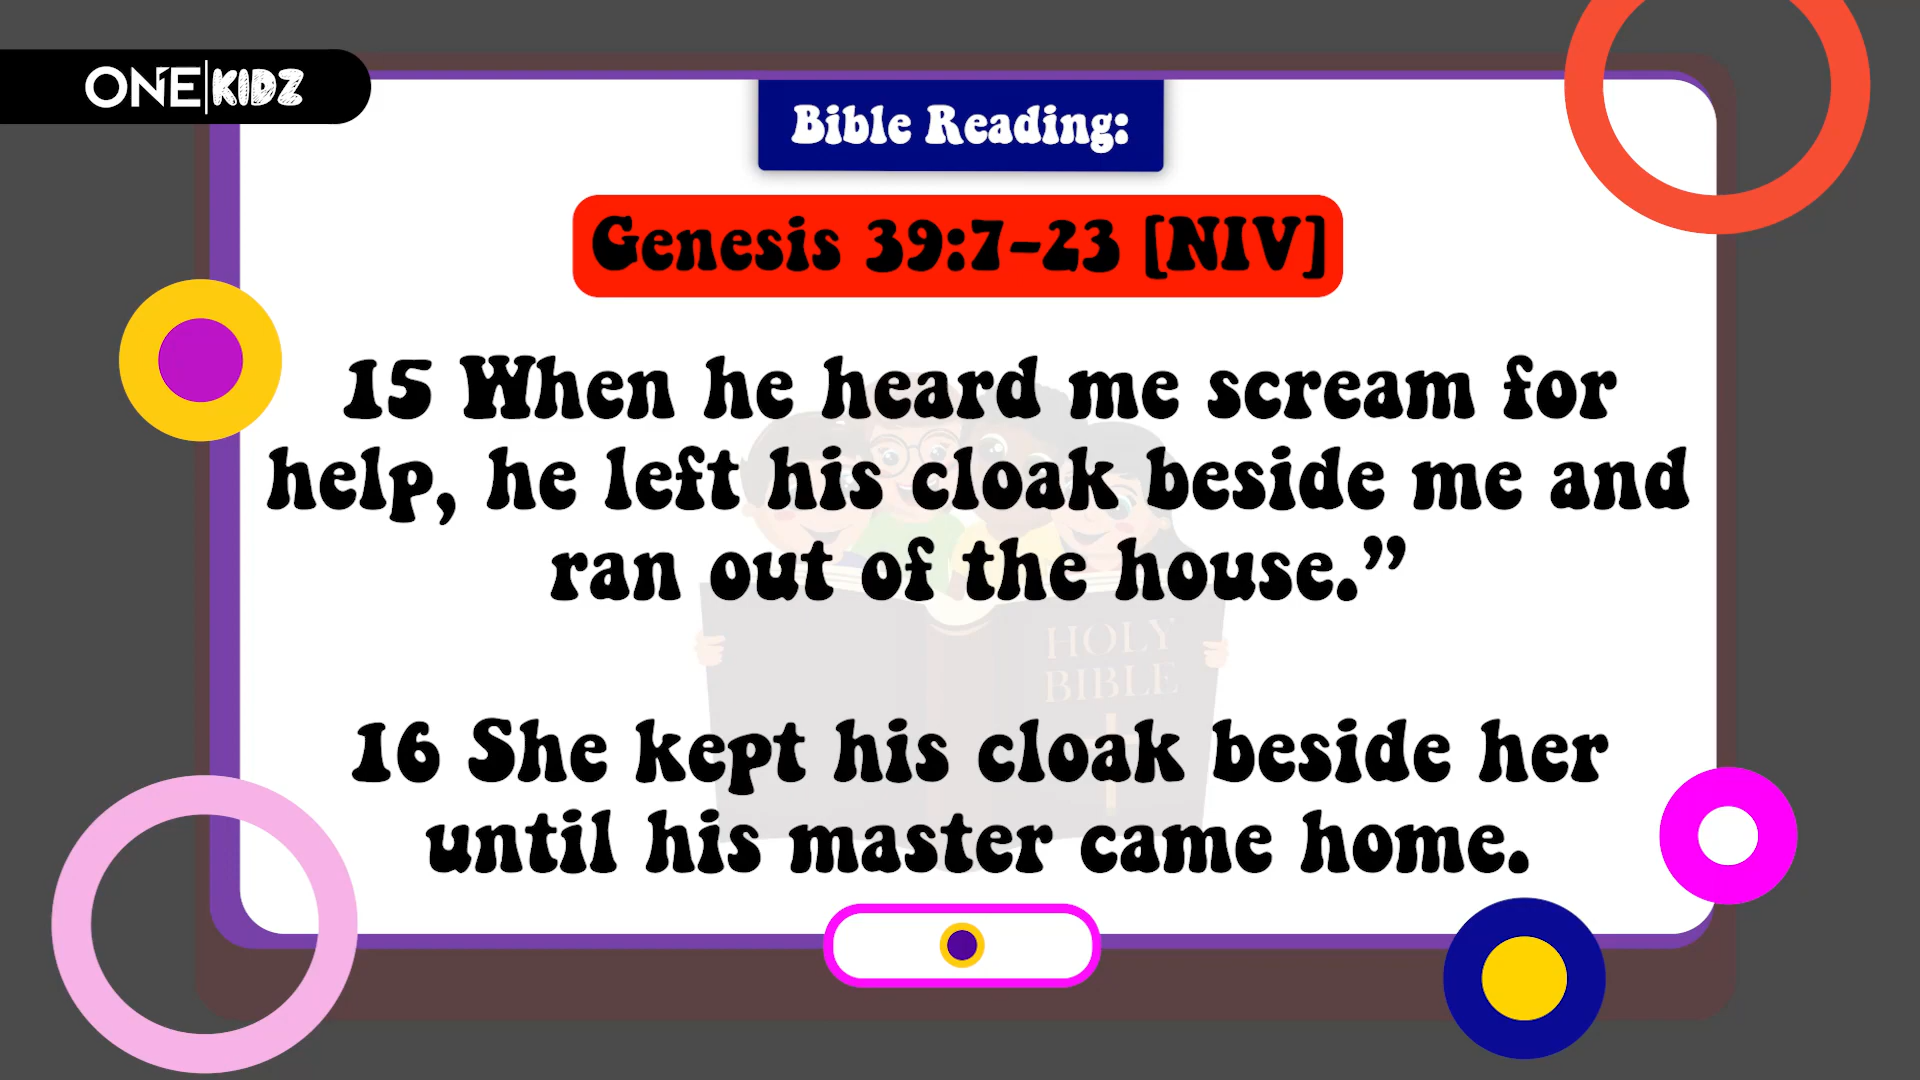 ONE|KIDZ
Bible Reading:
Genesis 39:7-23 [NIV]
15 When he heard me scream for
help, he left his cloak beside me and
ran out of the house.”
HOLY
BIBLE
16 She kept his cloak beside her
until his master came home.